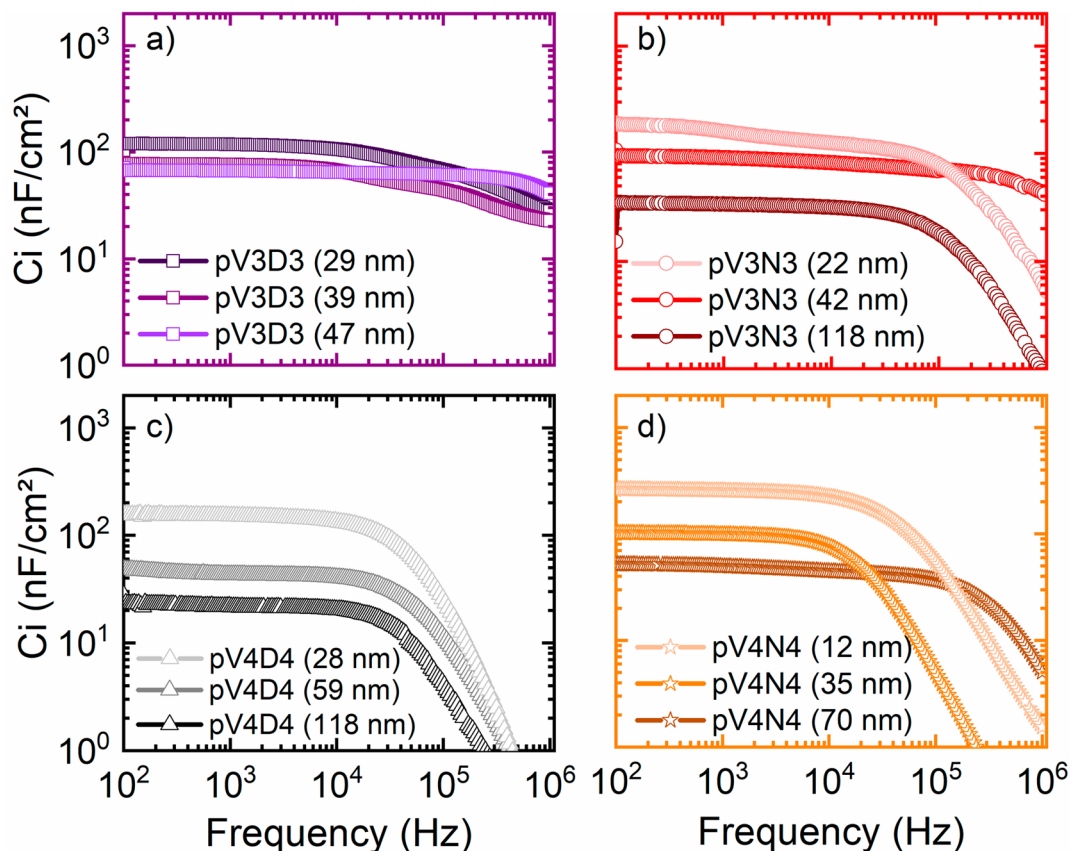 a)
b)
10³
10²
10¹
10⁰
Ci (nF/cm²)
pV3D3 (29 nm)
pV3D3 (39 nm)
pV3D3 (47 nm)
pV3N3 (22 nm)
pV3N3 (42 nm)
pV3N3 (118 nm)
c)
d)
10³
10²
10¹
10⁰
Ci (nF/cm²)
pV4D4 (28 nm)
pV4D4 (59 nm)
pV4D4 (118 nm)
pV4N4 (12 nm)
pV4N4 (35 nm)
pV4N4 (70 nm)
10² 10³ 10⁴ 10⁵ 10⁶
10² 10³ 10⁴ 10⁵ 10⁶
Frequency (Hz)
Frequency (Hz)